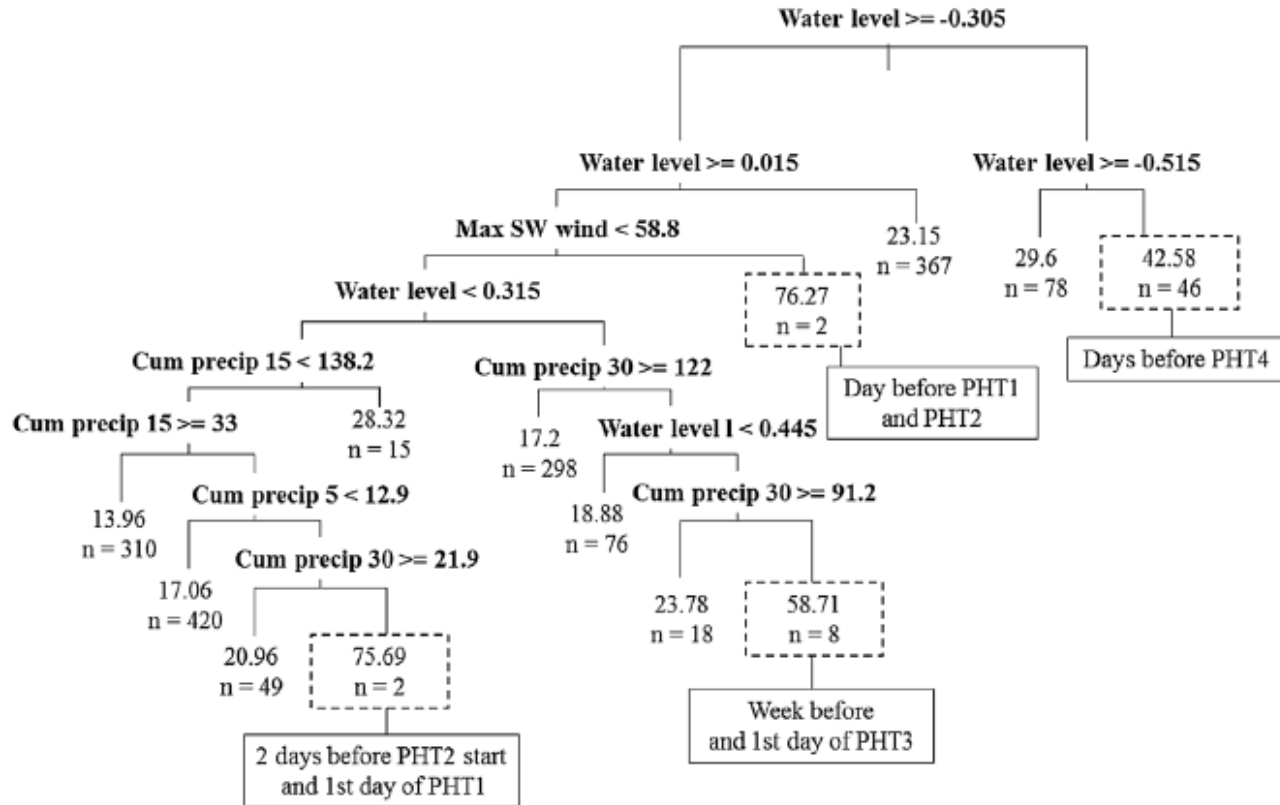 Water level >= -0.305
Water level >= 0.015
Water level >= -0.515
Max SW wind < 58.8
23.15
n = 367
29.6
n = 78
42.58
n = 46
Water level < 0.315
76.27
n = 2
Days before PHT4
Cum precip 15 < 138.2
Cum precip 30 >= 122
Day before PHT1
and PHT2
Cum precip 15 >= 33
28.32
n = 15
17.2
n = 298
Water level l < 0.445
13.96
n = 310
Cum precip 5 < 12.9
18.88
n = 76
Cum precip 30 >= 91.2
17.06
n = 420
Cum precip 30 >= 21.9
23.78
n = 18
58.71
n = 8
20.96
n = 49
75.69
n = 2
Week before
and 1st day of PHT3
2 days before PHT2 start
and 1st day of PHT1